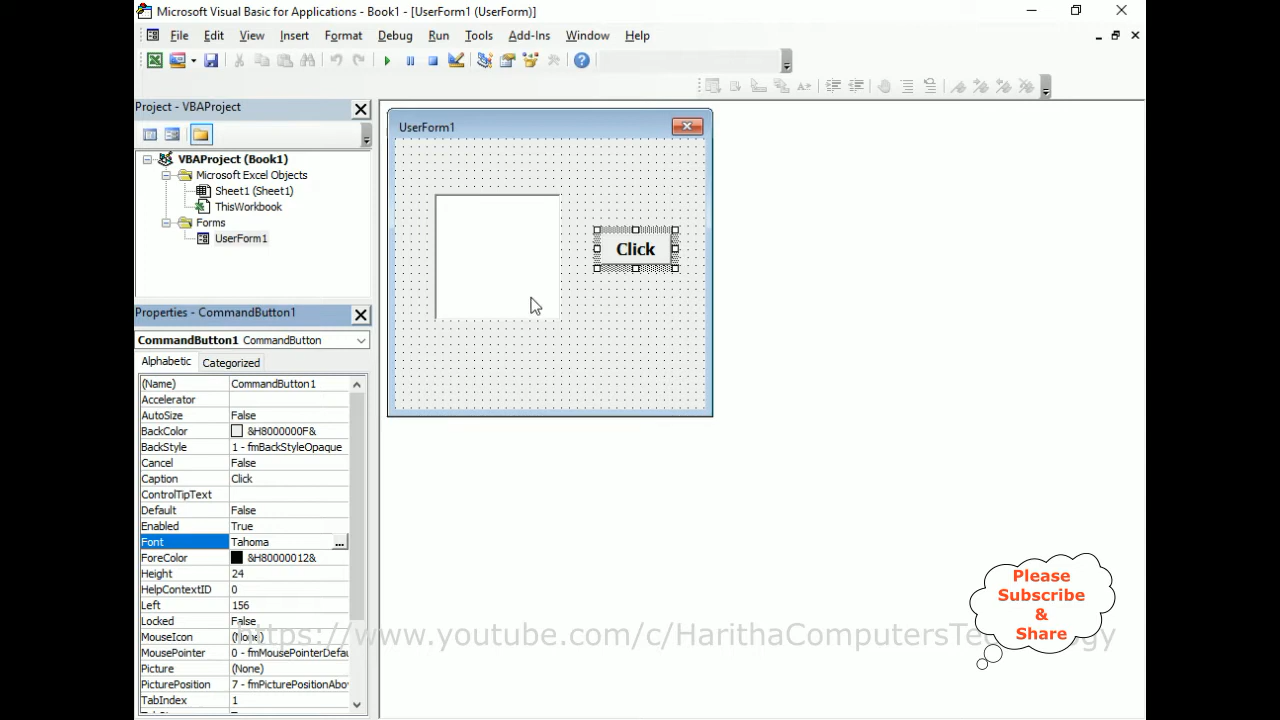 Microsoft Visual Basic for Applications - Book1 - [UserForm1 (UserForm)]
File Edit View Insert Format Debug Run Tools Add-Ins Window Help
Project - VBAProject
VBAProject (Book1)
Microsoft Excel Objects
Sheet1 (Sheet1)
ThisWorkbook
Forms
UserForm1
Properties - CommandButton1
CommandButton1 CommandButton
Alphabetic Categorized
(Name) CommandButton1
Accelerator
AutoSize False
BackColor &H8000000F&
BackStyle 1 - fmBackStyleOpaque
Cancel False
Caption Click
ControlTipText
Default False
Enabled True
Font Tahoma ...
ForeColor &H80000012&
Height 24
HelpContextID 0
Left 156
Locked False
MouseIcon (None)
MousePointer 0 - fmMousePointerDefau
Picture (None)
PicturePosition 7 - fmPicturePositionAbov
TabIndex 1
UserForm1
Click
Please
Subscribe
&
Share